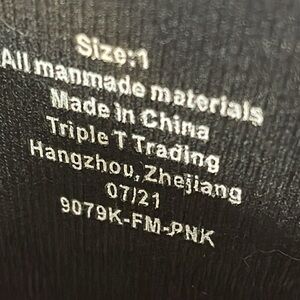 Size:1
All manmade materials
Made In China
Triple T Trading
Hangzhou, Zhejiang
07/21
9079K-FM-PNK